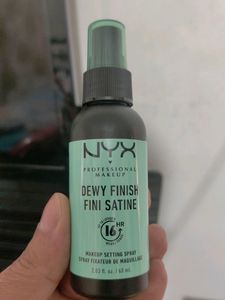 NYX
PROFESSIONAL
MAKEUP
DEWY FINISH
FINI SATINE
16 HR
MAKEUP SETTING SPRAY
SPRAY FIXATEUR DE MAQUILLAGE
2.03 fl. oz / 60 ml